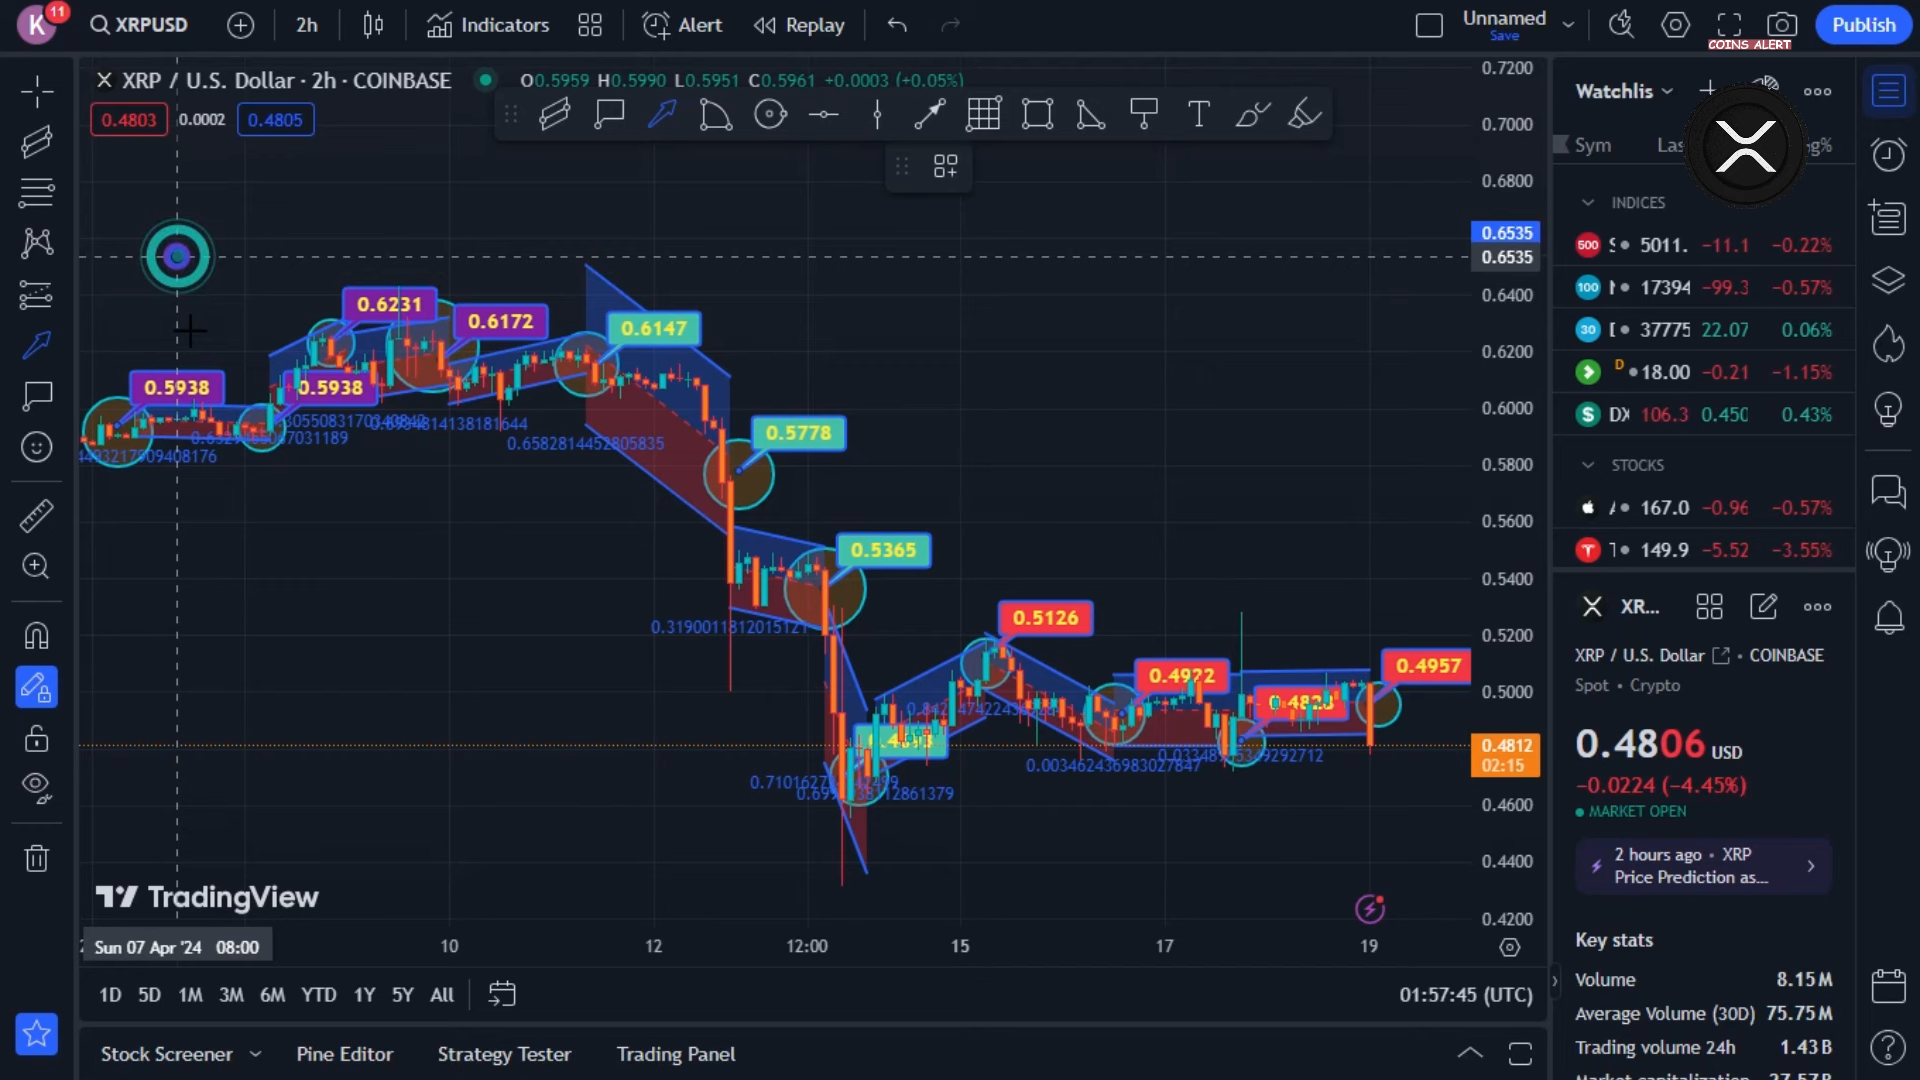 K
11
XRPUSD
2h
Indicators
Alert
Replay
Unnamed
Save
COINS ALERT
Publish
XRP / U.S. Dollar · 2h · COINBASE
O0.5959 H0.5990 L0.5951 C0.5961 +0.0003 (+0.05%)
0.4803
0.0002
0.4805
0.7200
0.7000
0.6800
0.6535
0.6535
0.6400
0.6200
0.6000
0.5800
0.5600
0.5400
0.5200
0.5000
0.4812
02:15
0.4600
0.4400
0.4200
0.6231
0.6172
0.6147
0.5938
0.5938
0.6582814452805835
0.5778
0.5365
0.3190011812015121
0.5126
0.4922
0.4957
0.003462436983027847
TradingView
Sun 07 Apr '24 08:00
10
12
12:00
15
17
19
1D 5D 1M 3M 6M YTD 1Y 5Y All
01:57:45 (UTC)
Stock Screener
Pine Editor
Strategy Tester
Trading Panel
Watchlis
Sym
INDICES
500 5011. −11.1 −0.22%
100 17394 −99.3 −0.57%
30 37775 22.07 0.06%
D 18.00 −0.21 −1.15%
DX 106.3 0.450 0.43%
STOCKS
167.0 −0.96 −0.57%
149.9 −5.52 −3.55%
XR...
XRP / U.S. Dollar • COINBASE
Spot • Crypto
0.4806 USD
−0.0224 (−4.45%)
MARKET OPEN
2 hours ago • XRP
Price Prediction as...
Key stats
Volume 8.15M
Average Volume (30D) 75.75M
Trading volume 24h 1.43B